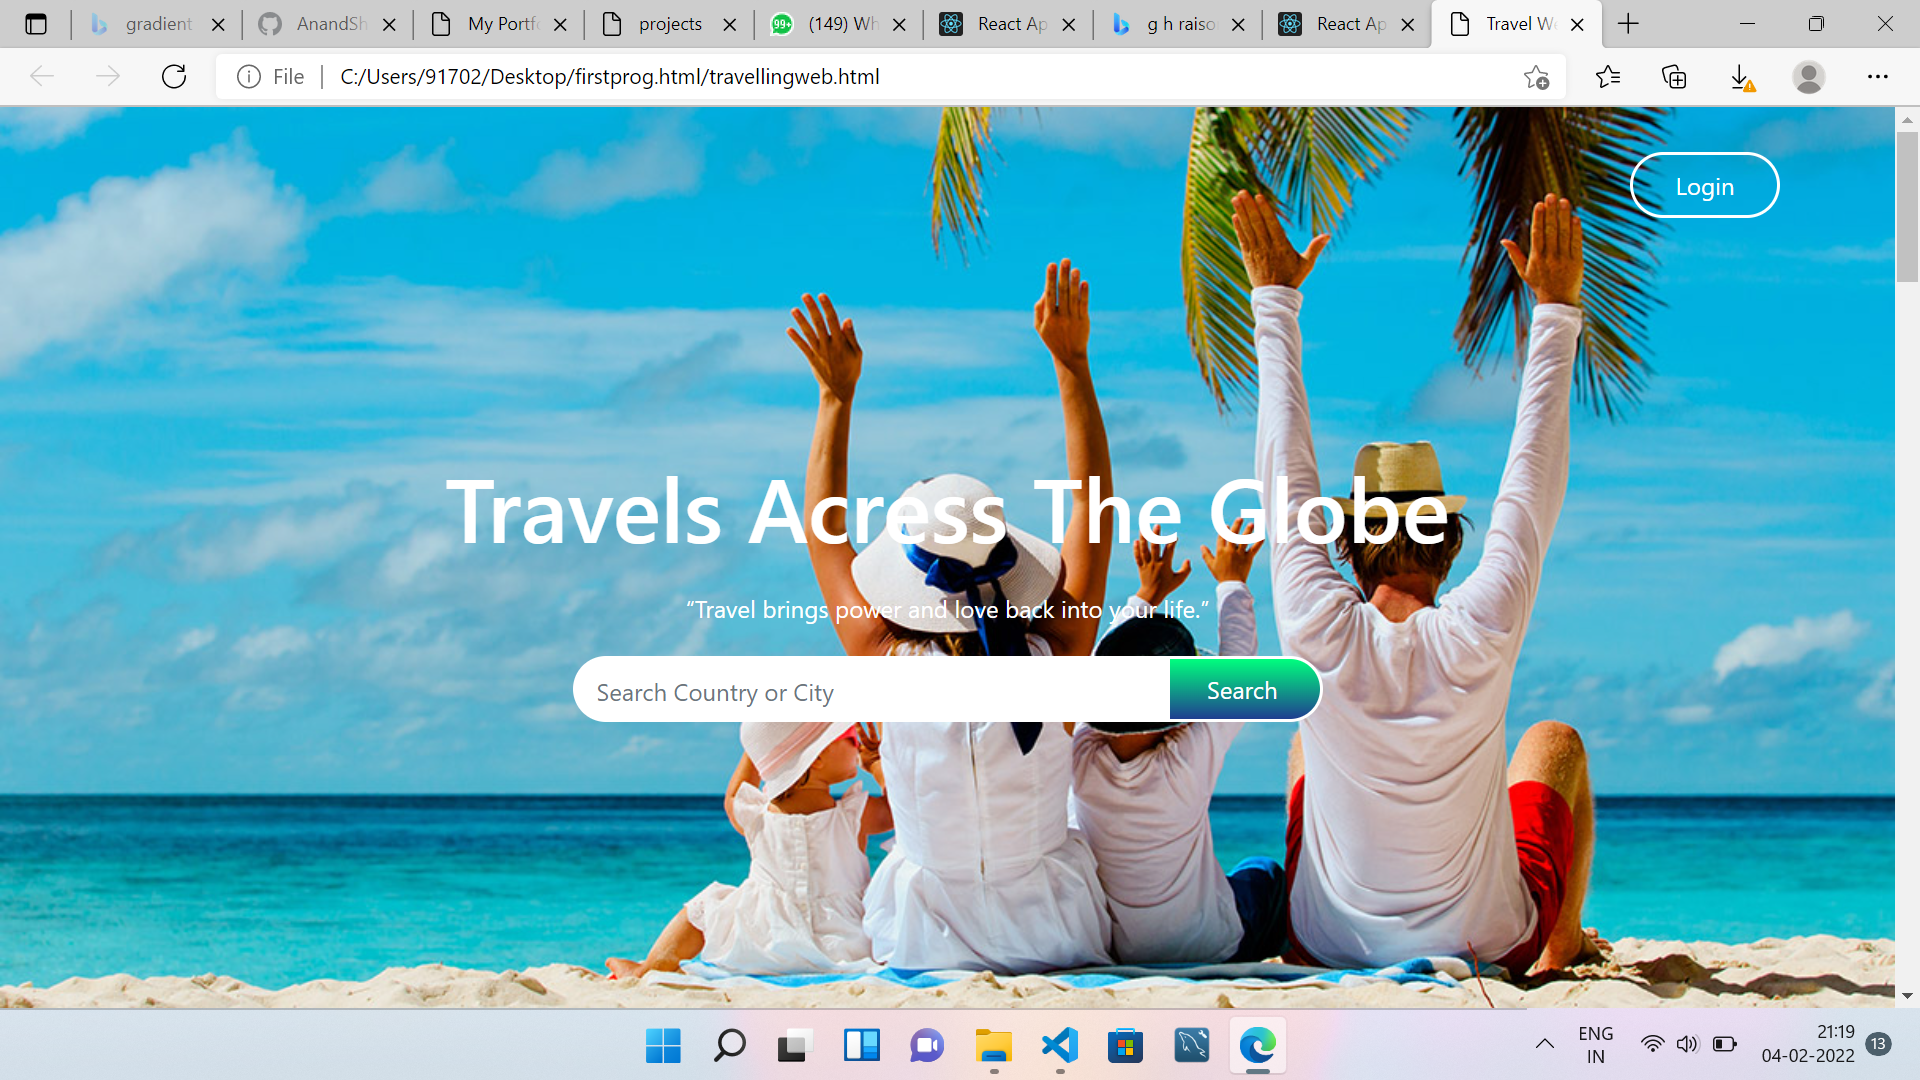 gradient
AnandSh
My Portfo
projects
99+
(149) Wh
React Ap
g h raiso
React Ap
Travel We
File
C:/Users/91702/Desktop/firstprog.html/travellingweb.html
Login
Travels Acress The Globe
“Travel brings power and love back into your life.”
Search Country or City
Search
ENG
IN
21:19
04-02-2022
13